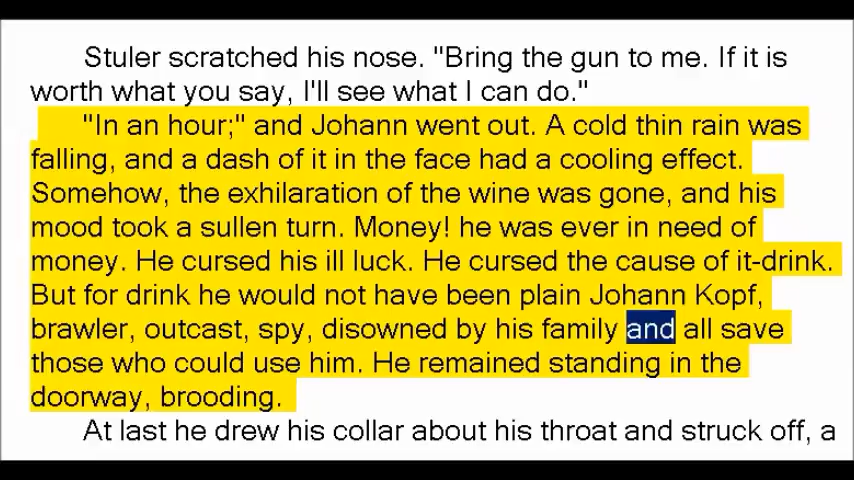 Stuler scratched his nose. "Bring the gun to me. If it is
worth what you say, I'll see what I can do."
"In an hour;" and Johann went out. A cold thin rain was
falling, and a dash of it in the face had a cooling effect.
Somehow, the exhilaration of the wine was gone, and his
mood took a sullen turn. Money! he was ever in need of
money. He cursed his ill luck. He cursed the cause of it-drink.
But for drink he would not have been plain Johann Kopf,
brawler, outcast, spy, disowned by his family and all save
those who could use him. He remained standing in the
doorway, brooding.
At last he drew his collar about his throat and struck off, a